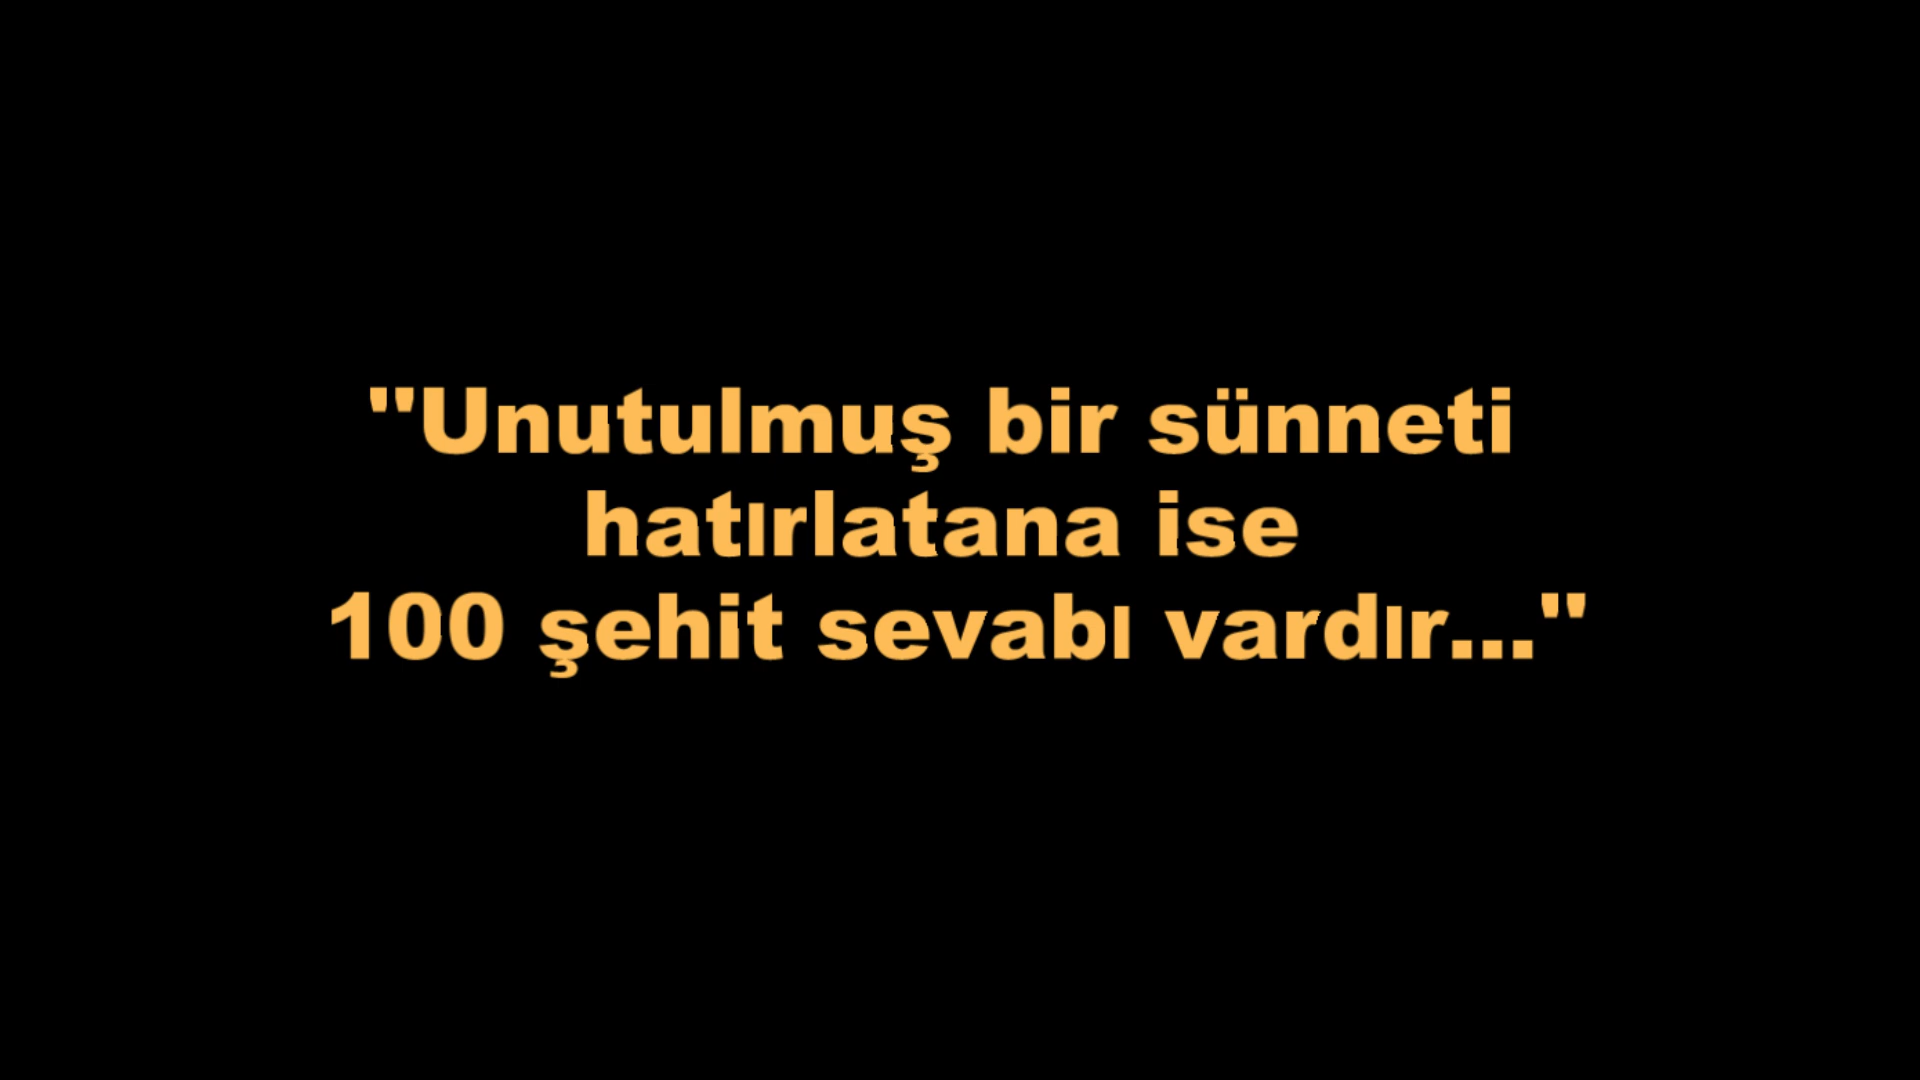 "Unutulmuş bir sünneti
hatırlatana ise
100 şehit sevabı vardır..."